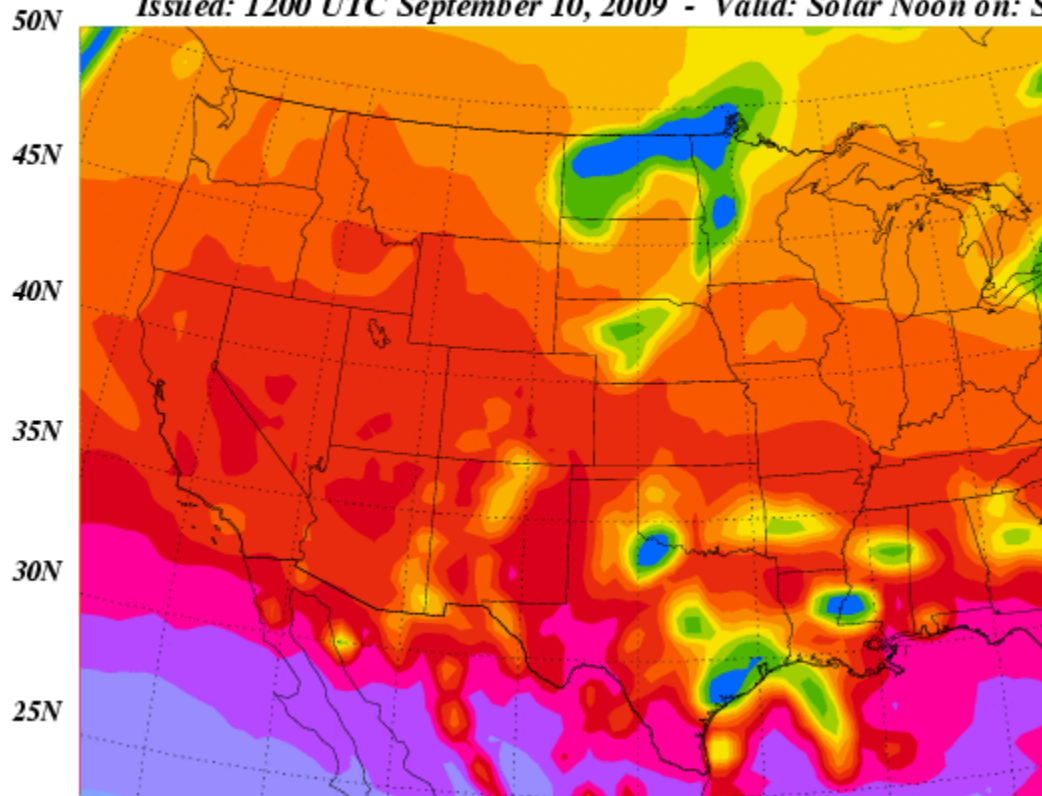 Issued: 1200 UTC September 10, 2009 - Valid: Solar Noon on: S
50N
45N
40N
35N
30N
25N